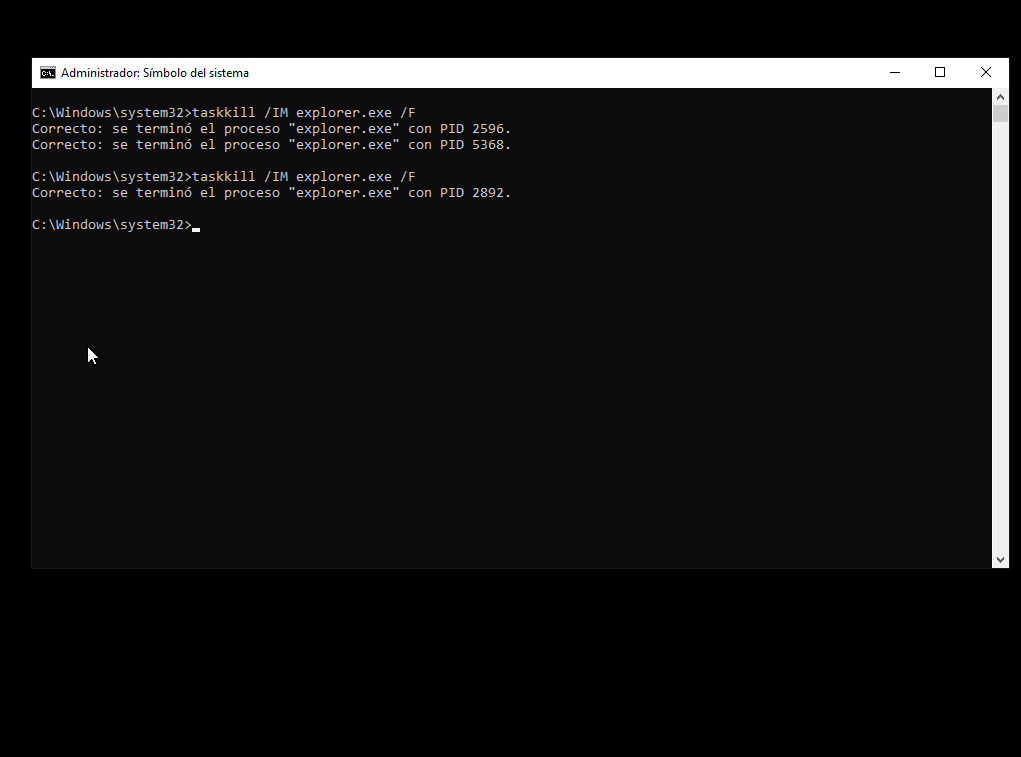 Administrador: Símbolo del sistema
C:\Windows\system32>taskkill /IM explorer.exe /F
Correcto: se terminó el proceso "explorer.exe" con PID 2596.
Correcto: se terminó el proceso "explorer.exe" con PID 5368.
C:\Windows\system32>taskkill /IM explorer.exe /F
Correcto: se terminó el proceso "explorer.exe" con PID 2892.
C:\Windows\system32>